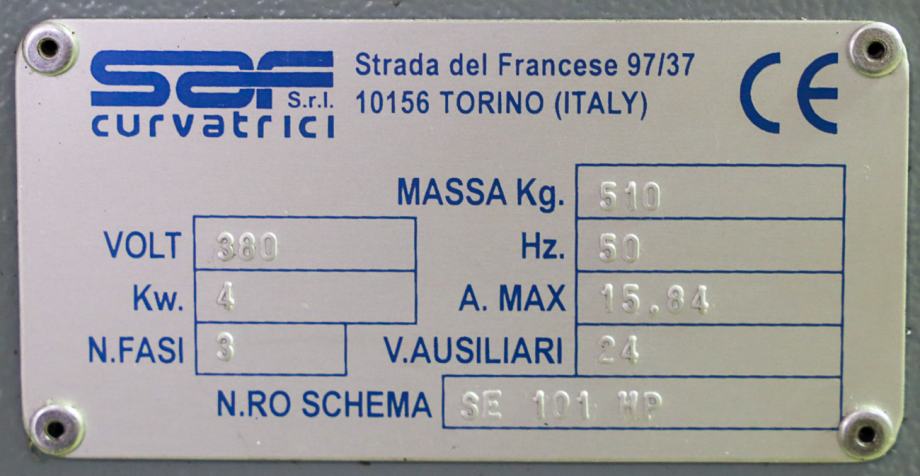 saf S.r.l.
curvatrici
Strada del Francese 97/37
10156 TORINO (ITALY)
CE
MASSA Kg. 510
VOLT 380 Hz. 50
Kw. 4 A. MAX 15.84
N.FASI 3 V.AUSILIARI 24
N.RO SCHEMA SE 101 MP